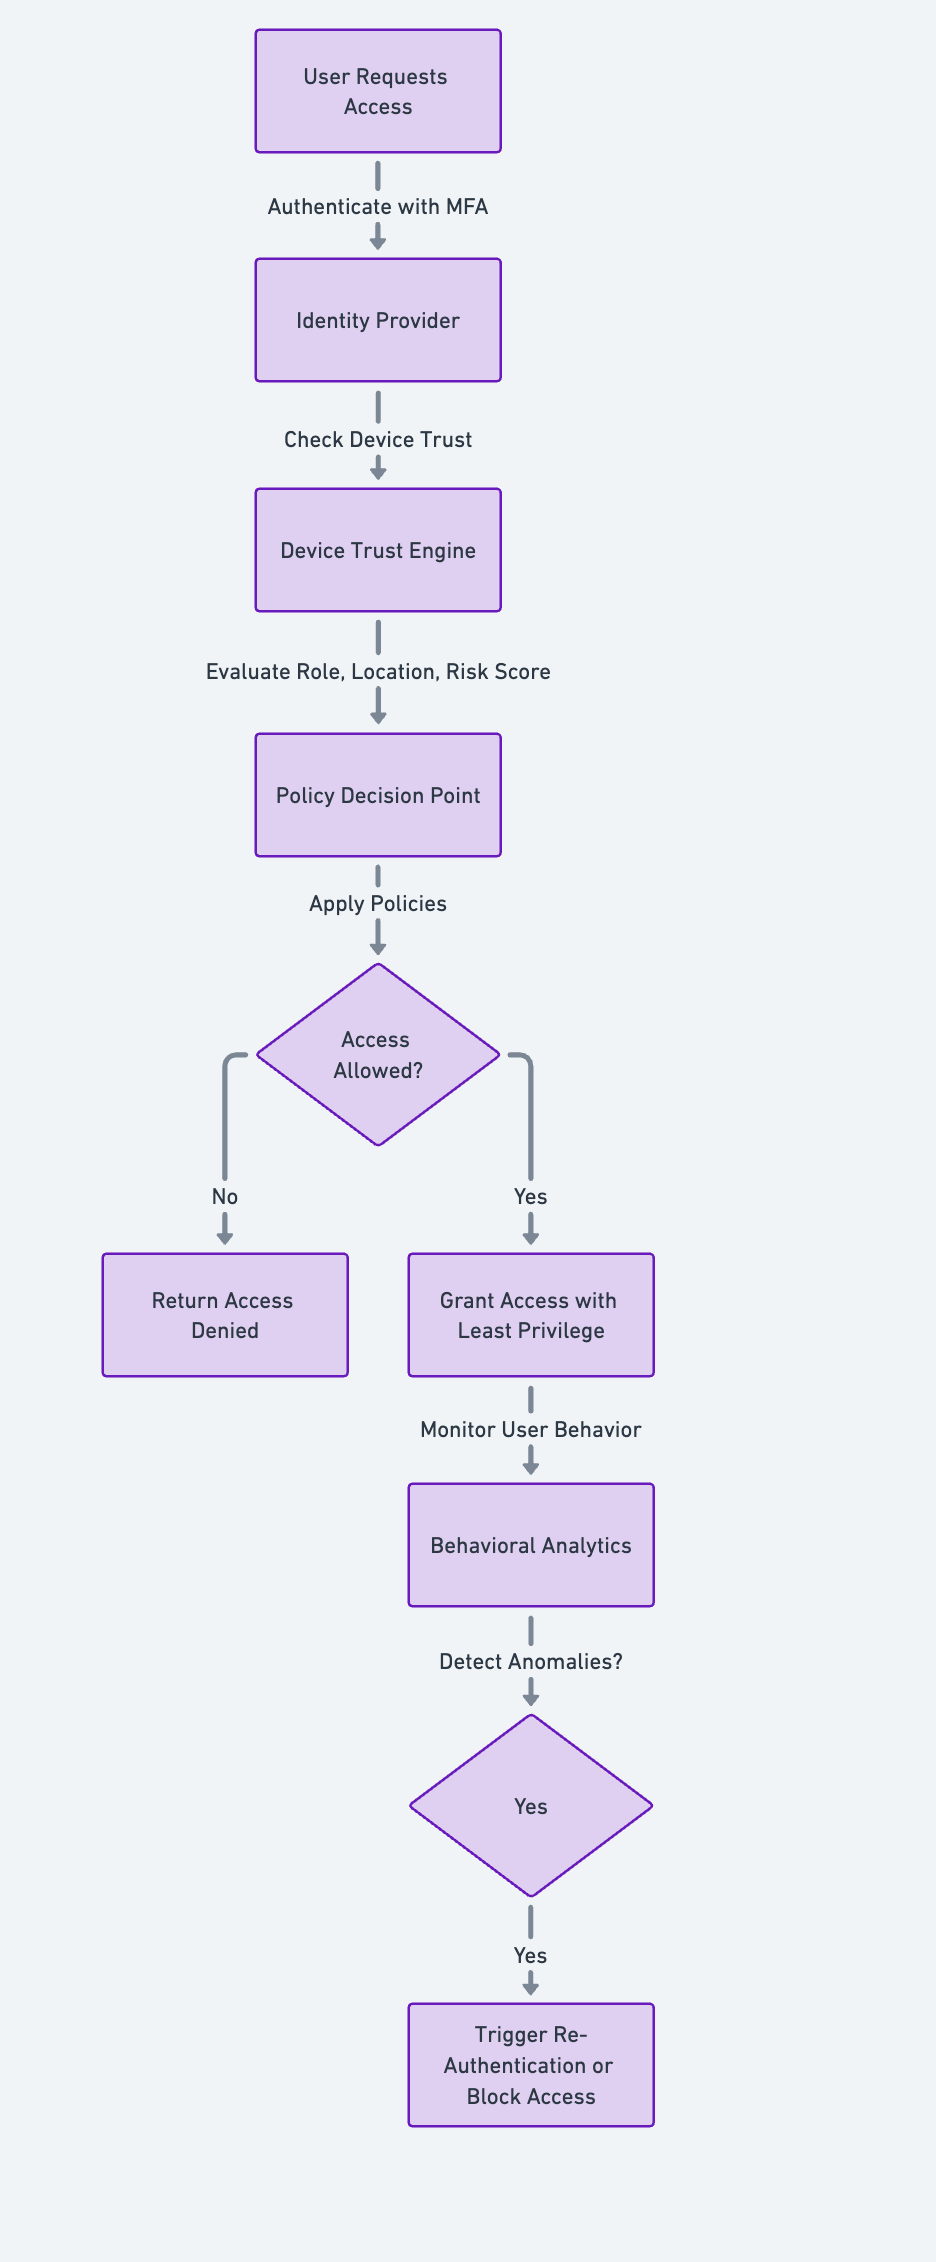 User Requests
Access
Authenticate with MFA
Identity Provider
Check Device Trust
Device Trust Engine
Evaluate Role, Location, Risk Score
Policy Decision Point
Apply Policies
Access
Allowed?
No
Yes
Return Access
Denied
Grant Access with
Least Privilege
Monitor User Behavior
Behavioral Analytics
Detect Anomalies?
Yes
Yes
Trigger Re-
Authentication or
Block Access